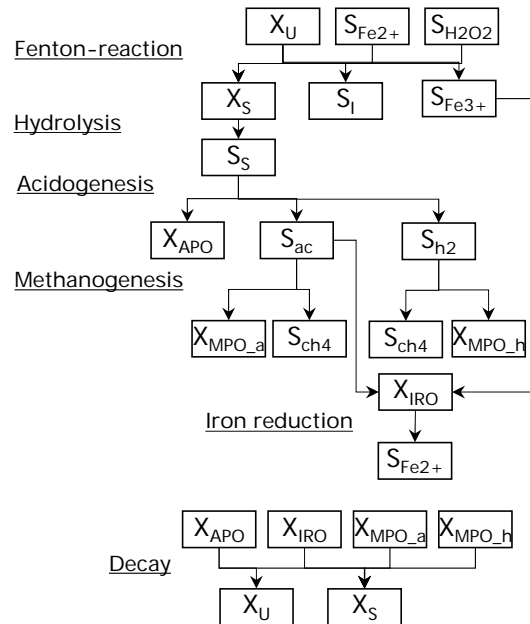 X_U S_Fe2+ S_H2O2
Fenton-reaction
X_S S_I S_Fe3+
Hydrolysis
S_S
Acidogenesis
X_APO S_ac S_h2
Methanogenesis
X_MPO_a S_ch4 S_ch4 X_MPO_h
X_IRO
Iron reduction
S_Fe2+
X_APO X_IRO X_MPO_a X_MPO_h
Decay
X_U X_S